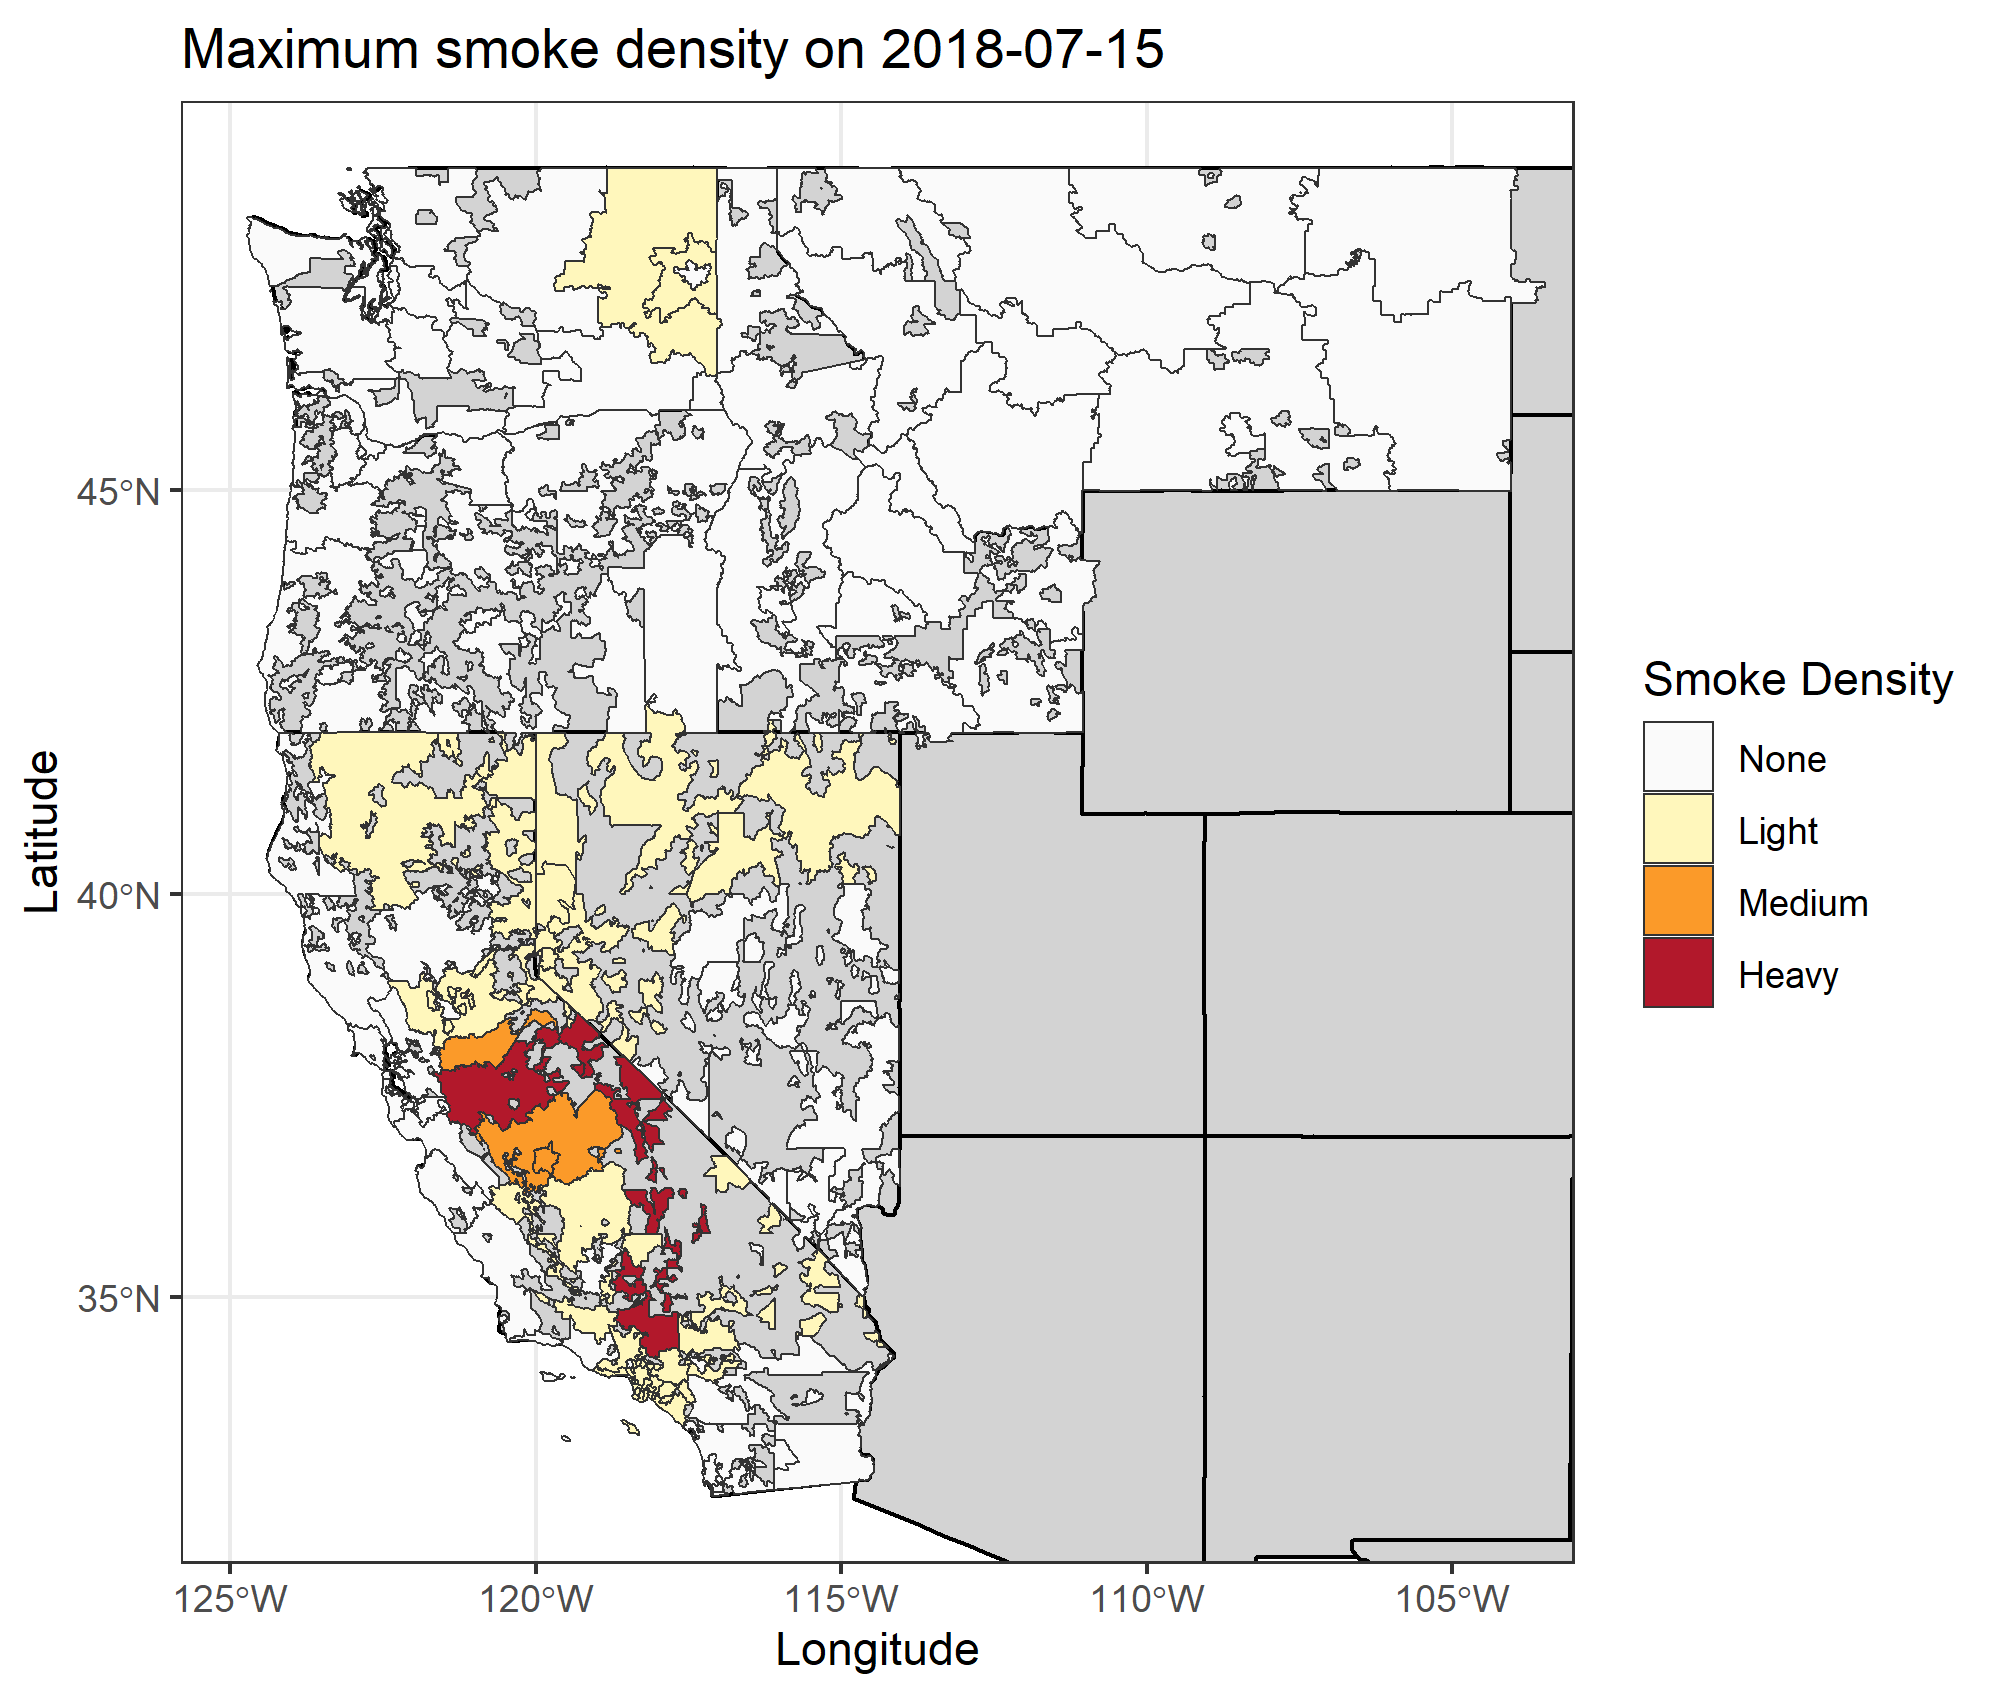 Maximum smoke density on 2018-07-15
Latitude
45°N
40°N
35°N
125°W
120°W
115°W
110°W
105°W
Longitude
Smoke Density
None
Light
Medium
Heavy